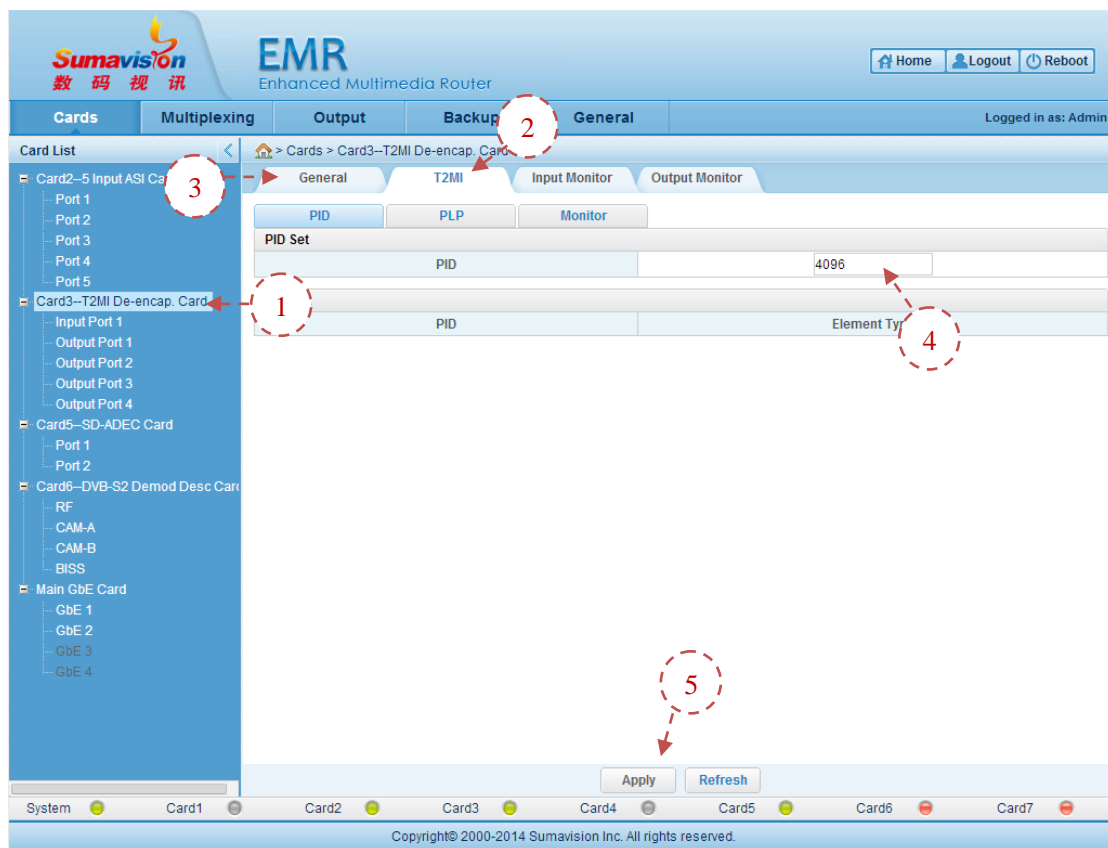 Sumavision
数 码 视 讯
EMR
Enhanced Multimedia Router
Home Logout Reboot
Cards Multiplexing Output Backup General Logged in as: Admin
Card List
> Cards > Card3--T2MI De-encap. Card
General T2MI Input Monitor Output Monitor
PID PLP Monitor
PID Set
PID 4096
PID Element
Card2--5 Input ASI
Port 1
Port 2
Port 3
Port 4
Port 5
Card3--T2MI De-encap. Card
Input Port 1
Output Port 1
Output Port 2
Output Port 3
Output Port 4
Card5--SD-ADEC Card
Port 1
Port 2
Card6--DVB-S2 Demod Desc Card
RF
CAM-A
CAM-B
BISS
Main GbE Card
GbE 1
GbE 2
GbE 3
GbE 4
1
2
3
4
5
Apply Refresh
System Card1 Card2 Card3 Card4 Card5 Card6 Card7
Copyright© 2000-2014 Sumavision Inc. All rights reserved.